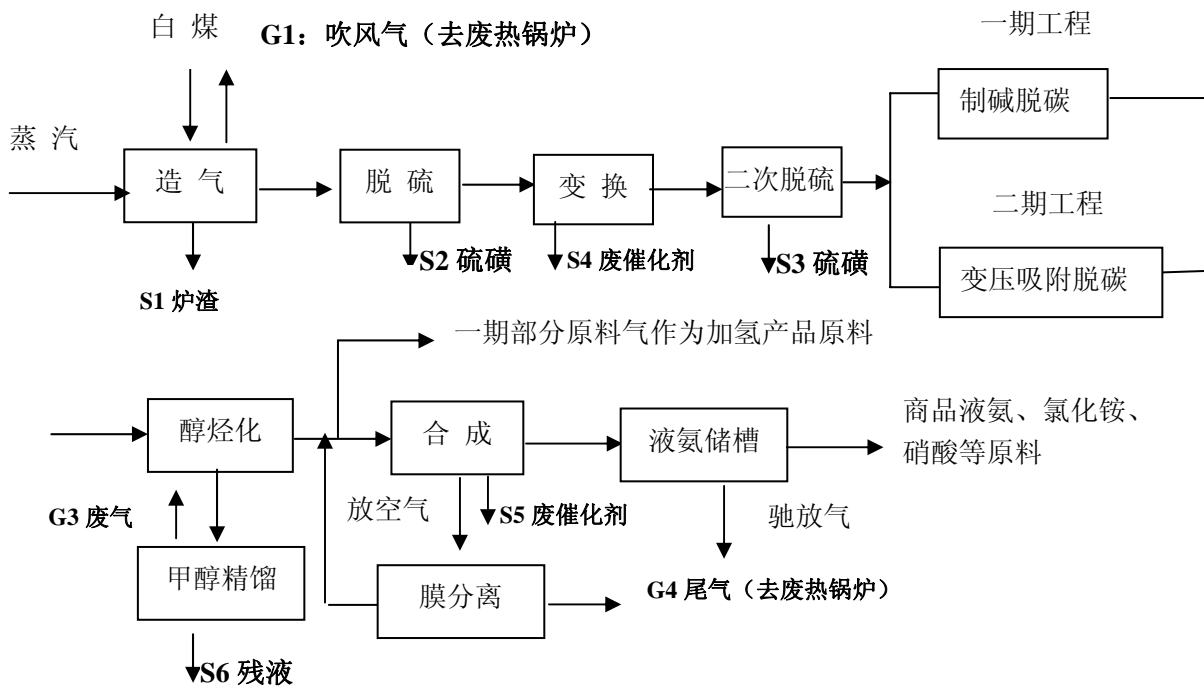 白 煤
G1：吹风气（去废热锅炉）
一期工程
蒸 汽
造 气
脱 硫
变 换
二次脱硫
制碱脱碳
二期工程
变压吸附脱碳
S1 炉渣
S2 硫磺
S4 废催化剂
S3 硫磺
一期部分原料气作为加氢产品原料
醇烃化
合 成
液氨储槽
商品液氨、氯化铵、
硝酸等原料
G3 废气
放空气
S5 废催化剂
驰放气
甲醇精馏
膜分离
G4 尾气（去废热锅炉）
S6 残液